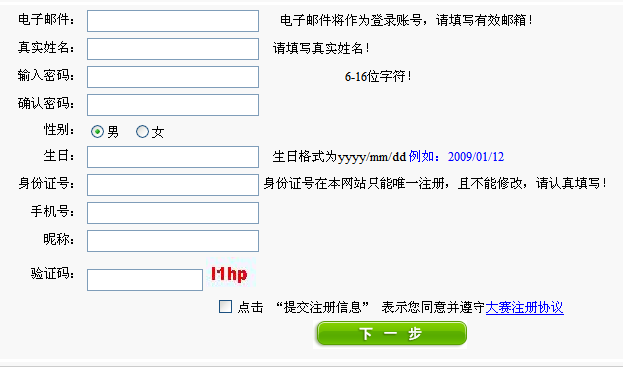 电子邮件： 电子邮件将作为登录账号，请填写有效邮箱！
真实姓名： 请填写真实姓名！
输入密码： 6-16位字符！
确认密码：
性别： 男 女
生日： 生日格式为yyyy/mm/dd 例如：2009/01/12
身份证号： 身份证号在本网站只能唯一注册，且不能修改，请认真填写！
手机号：
昵称：
验证码： l1hp
点击 “提交注册信息” 表示您同意并遵守大赛注册协议
下一步